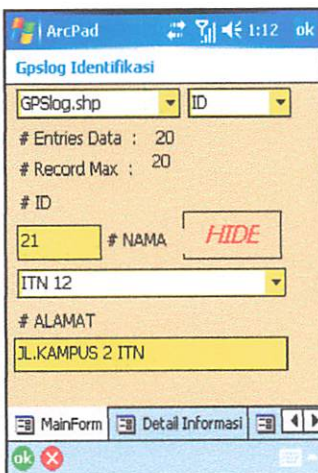 ArcPad 1:12 ok
Gpslog Identifikasi
GPSlog.shp ID
# Entries Data : 20
# Record Max : 20
# ID
21 # NAMA HIDE
ITN 12
# ALAMAT
JL.KAMPUS 2 ITN
MainForm Detail Informasi
ok